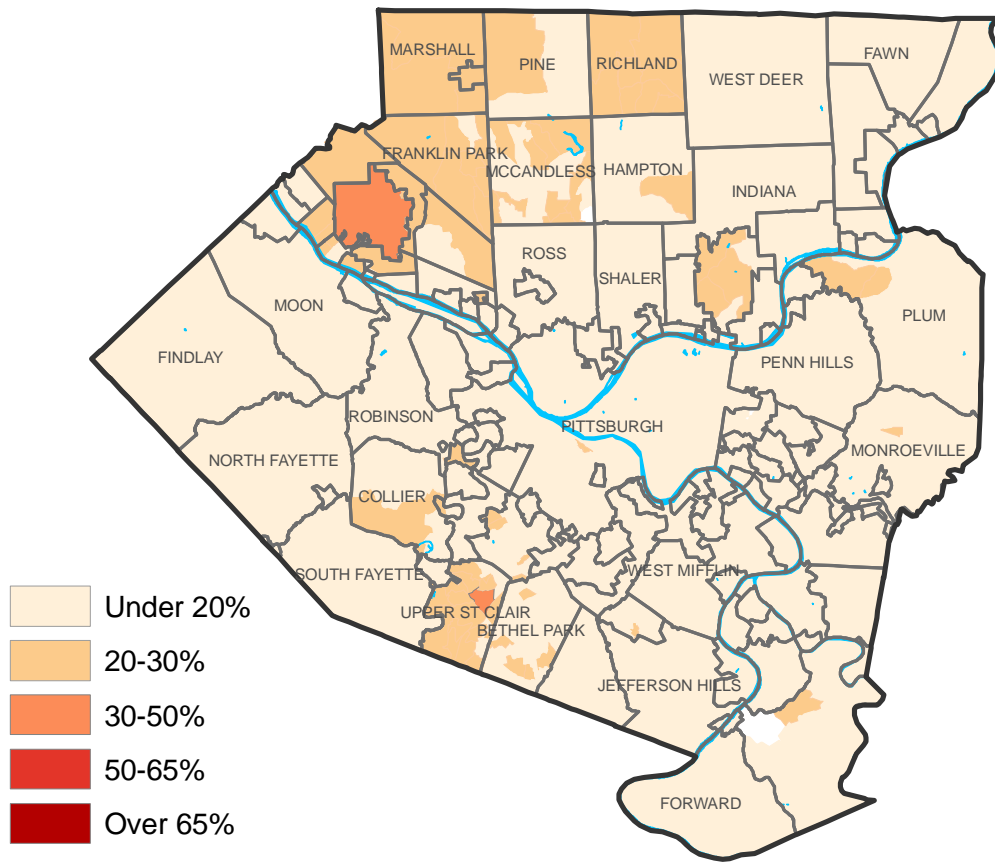 MARSHALL
PINE
RICHLAND
WEST DEER
FAWN
FRANKLIN PARK
MCCANDLESS
HAMPTON
INDIANA
ROSS
SHALER
MOON
FINDLAY
PLUM
PENN HILLS
ROBINSON
PITTSBURGH
NORTH FAYETTE
MONROEVILLE
COLLIER
SOUTH FAYETTE
WEST MIFFLIN
UPPER ST CLAIR
BETHEL PARK
JEFFERSON HILLS
FORWARD
Under 20%
20-30%
30-50%
50-65%
Over 65%